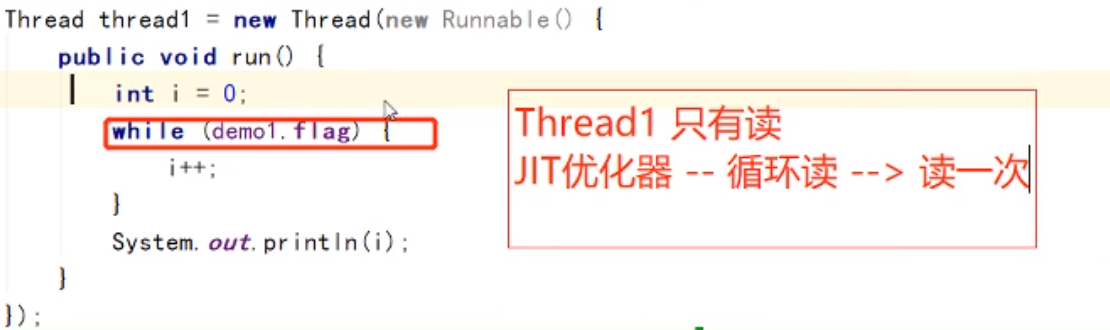 Thread thread1 = new Thread(new Runnable() {
public void run() {
int i = 0;
while (demo1.flag) {
i++;
}
System.out.println(i);
}
});
Thread1 只有读
JIT优化器 -- 循环读 --> 读一次